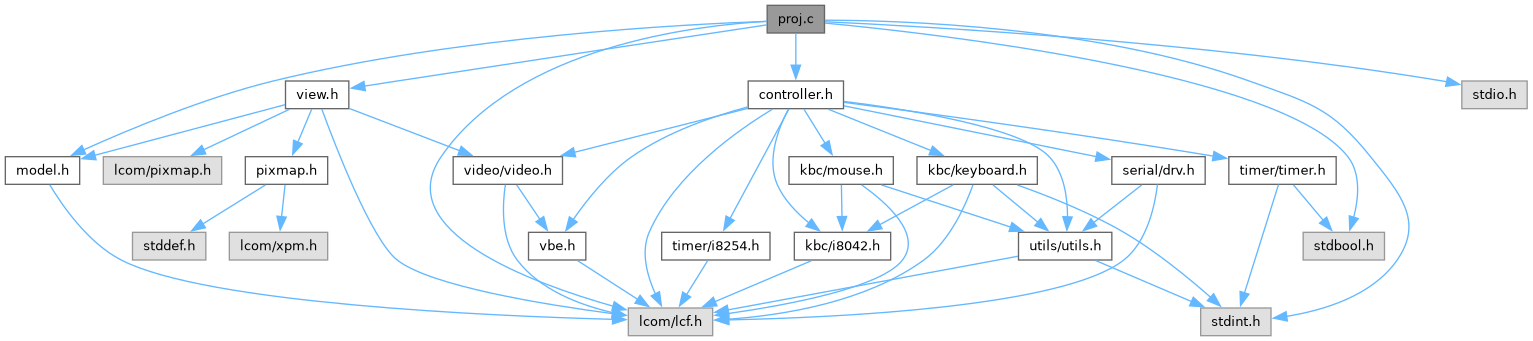 proj.c
stdio.h
view.h
controller.h
model.h
lcom/pixmap.h
pixmap.h
video/video.h
kbc/mouse.h
kbc/keyboard.h
serial/drv.h
timer/timer.h
stddef.h
lcom/xpm.h
vbe.h
timer/i8254.h
kbc/i8042.h
utils/utils.h
stdbool.h
lcom/lcf.h
stdint.h